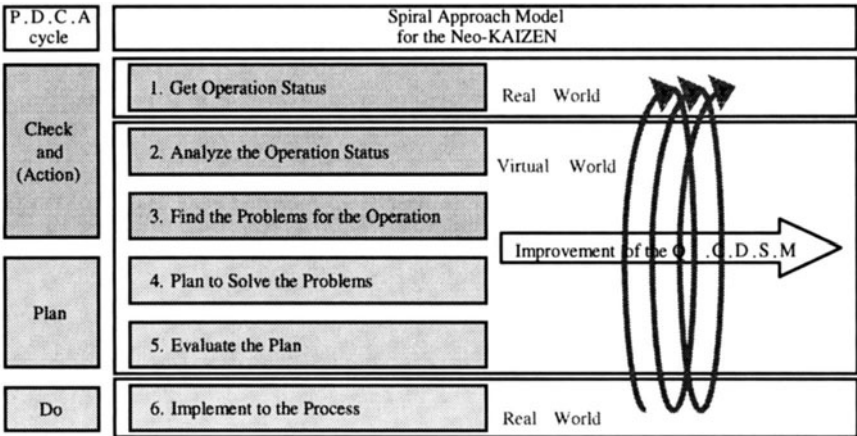 P.D.C.A
cycle
Spiral Approach Model
for the Neo-KAIZEN
Check
and
(Action)
1. Get Operation Status
Real World
2. Analyze the Operation Status
Virtual World
3. Find the Problems for the Operation
Improvement of the Q .C.D.S.M
Plan
4. Plan to Solve the Problems
5. Evaluate the Plan
Do
6. Implement to the Process
Real World